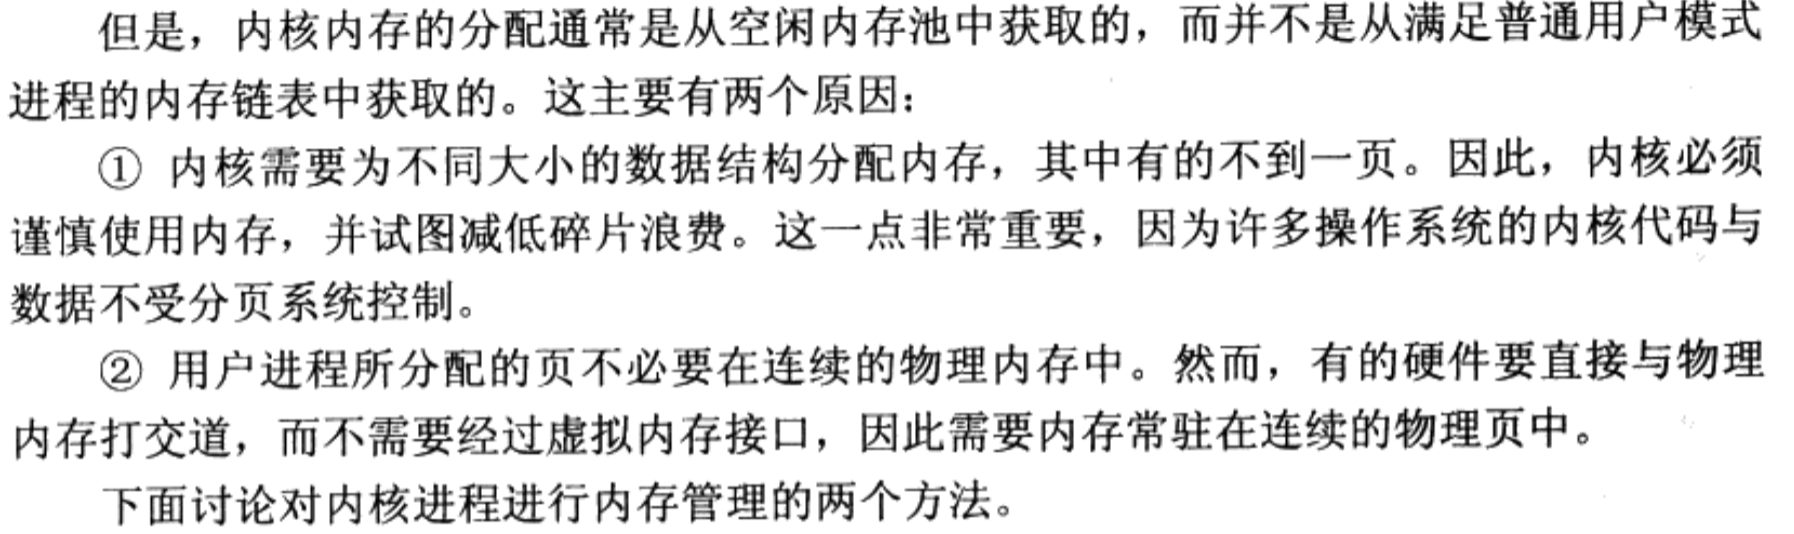 但是，内核内存的分配通常是从空闲内存池中获取的，而并不是从满足普通用户模式
进程的内存链表中获取的。这主要有两个原因：
① 内核需要为不同大小的数据结构分配内存，其中有的不到一页。因此，内核必须
谨慎使用内存，并试图减低碎片浪费。这一点非常重要，因为许多操作系统的内核代码与
数据不受分页系统控制。
② 用户进程所分配的页不必要在连续的物理内存中。然而，有的硬件要直接与物理
内存打交道，而不需要经过虚拟内存接口，因此需要内存常驻在连续的物理页中。
下面讨论对内核进程进行内存管理的两个方法。